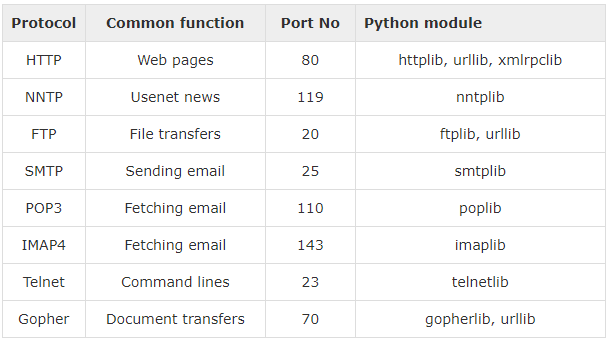 Protocol Common function Port No Python module
HTTP Web pages 80 httplib, urllib, xmlrpclib
NNTP Usenet news 119 nntplib
FTP File transfers 20 ftplib, urllib
SMTP Sending email 25 smtplib
POP3 Fetching email 110 poplib
IMAP4 Fetching email 143 imaplib
Telnet Command lines 23 telnetlib
Gopher Document transfers 70 gopherlib, urllib